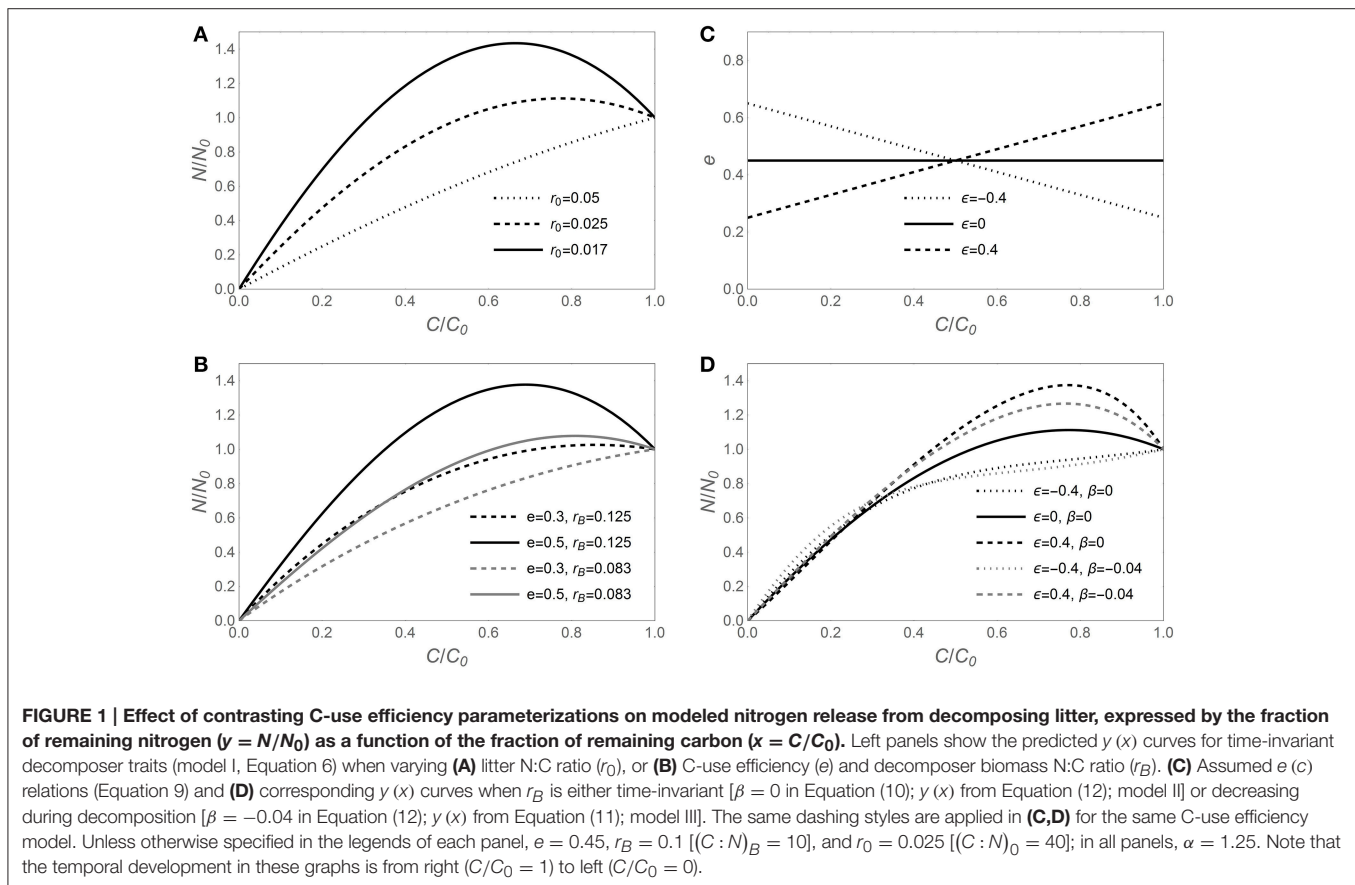 A
1.4
1.2
1.0
0.8
0.6
0.4
0.2
0.0
N/N0
r0=0.05
r0=0.025
r0=0.017
0.0 0.2 0.4 0.6 0.8 1.0
C/C0
C
0.8
0.6
0.4
0.2
0.0
e
ϵ=-0.4
ϵ=0
ϵ=0.4
0.0 0.2 0.4 0.6 0.8 1.0
C/C0
B
1.4
1.2
1.0
0.8
0.6
0.4
0.2
0.0
N/N0
e=0.3, rB=0.125
e=0.5, rB=0.125
e=0.3, rB=0.083
e=0.5, rB=0.083
0.0 0.2 0.4 0.6 0.8 1.0
C/C0
D
1.4
1.2
1.0
0.8
0.6
0.4
0.2
0.0
N/N0
ϵ=-0.4, β=0
ϵ=0, β=0
ϵ=0.4, β=0
ϵ=-0.4, β=-0.04
ϵ=0.4, β=-0.04
0.0 0.2 0.4 0.6 0.8 1.0
C/C0
FIGURE 1 | Effect of contrasting C-use efficiency parameterizations on modeled nitrogen release from decomposing litter, expressed by the fraction
of remaining nitrogen (y = N/N0) as a function of the fraction of remaining carbon (x = C/C0). Left panels show the predicted y (x) curves for time-invariant
decomposer traits (model I, Equation 6) when varying (A) litter N:C ratio (r0), or (B) C-use efficiency (e) and decomposer biomass N:C ratio (rB). (C) Assumed e (c)
relations (Equation 9) and (D) corresponding y (x) curves when rB is either time-invariant [β = 0 in Equation (10); y (x) from Equation (12); model II] or decreasing
during decomposition [β = −0.04 in Equation (12); y (x) from Equation (11); model III]. The same dashing styles are applied in (C,D) for the same C-use efficiency
model. Unless otherwise specified in the legends of each panel, e = 0.45, rB = 0.1 [(C : N)B = 10], and r0 = 0.025 [(C : N)0 = 40]; in all panels, α = 1.25. Note that
the temporal development in these graphs is from right (C/C0 = 1) to left (C/C0 = 0).